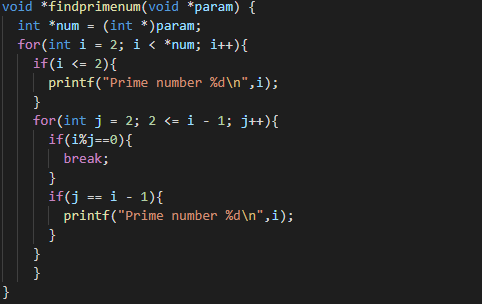 void *findprimenum(void *param) {
  int *num = (int *)param;
  for(int i = 2; i < *num; i++){
    if(i <= 2){
      printf("Prime number %d\n",i);
    }
    for(int j = 2; 2 <= i - 1; j++){
      if(i%j==0){
        break;
      }
      if(j == i - 1){
        printf("Prime number %d\n",i);
      }
    }
    }
}